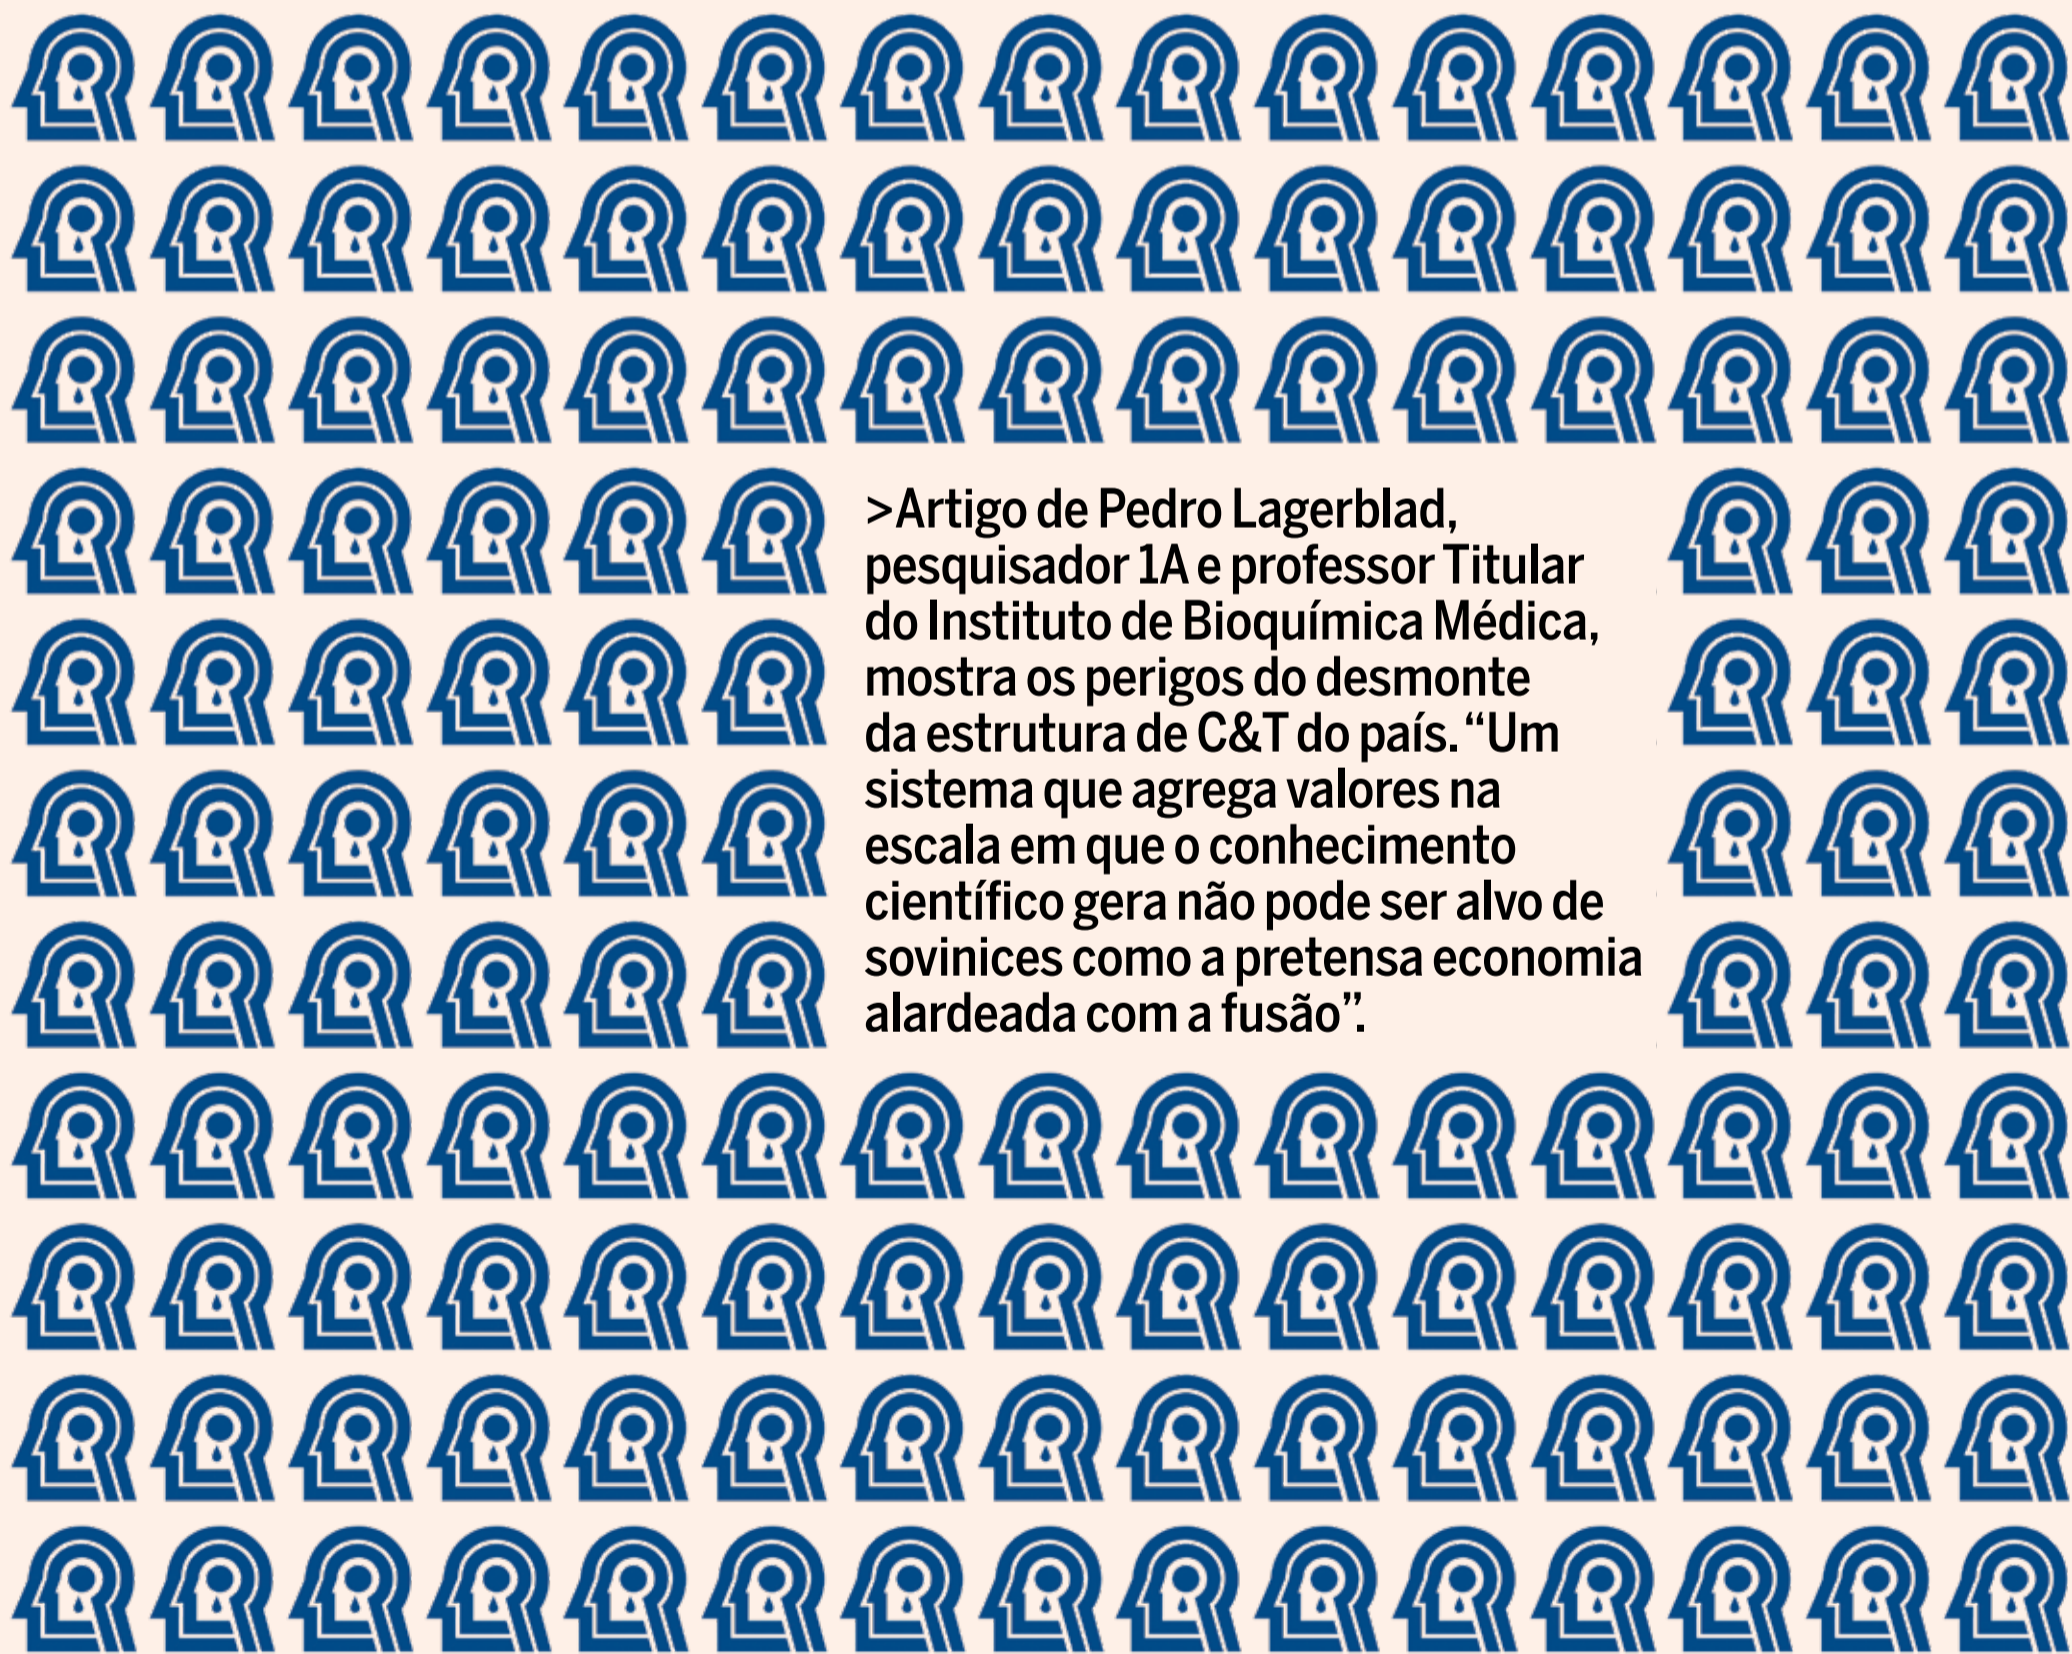 >Artigo de Pedro Lagerblad,
pesquisador 1A e professor Titular
do Instituto de Bioquímica Médica,
mostra os perigos do desmonte
da estrutura de C&T do país. “Um
sistema que agrega valores na
escala em que o conhecimento
científico gera não pode ser alvo de
sovinices como a pretensa economia
alardeada com a fusão”.